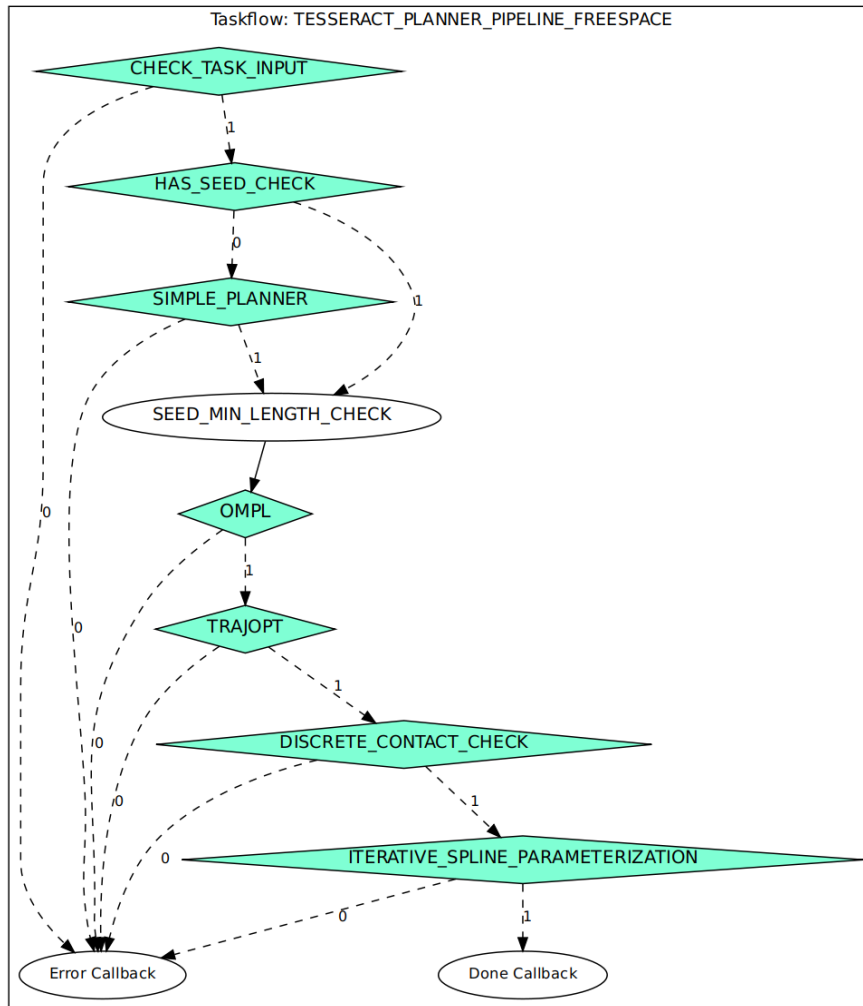 Taskflow: TESSERACT_PLANNER_PIPELINE_FREESPACE
CHECK_TASK_INPUT
1
HAS_SEED_CHECK
0
SIMPLE_PLANNER
1
1
SEED_MIN_LENGTH_CHECK
0
OMPL
1
TRAJOPT
0
1
DISCRETE_CONTACT_CHECK
0
0
1
ITERATIVE_SPLINE_PARAMETERIZATION
0
0
1
Error Callback
Done Callback